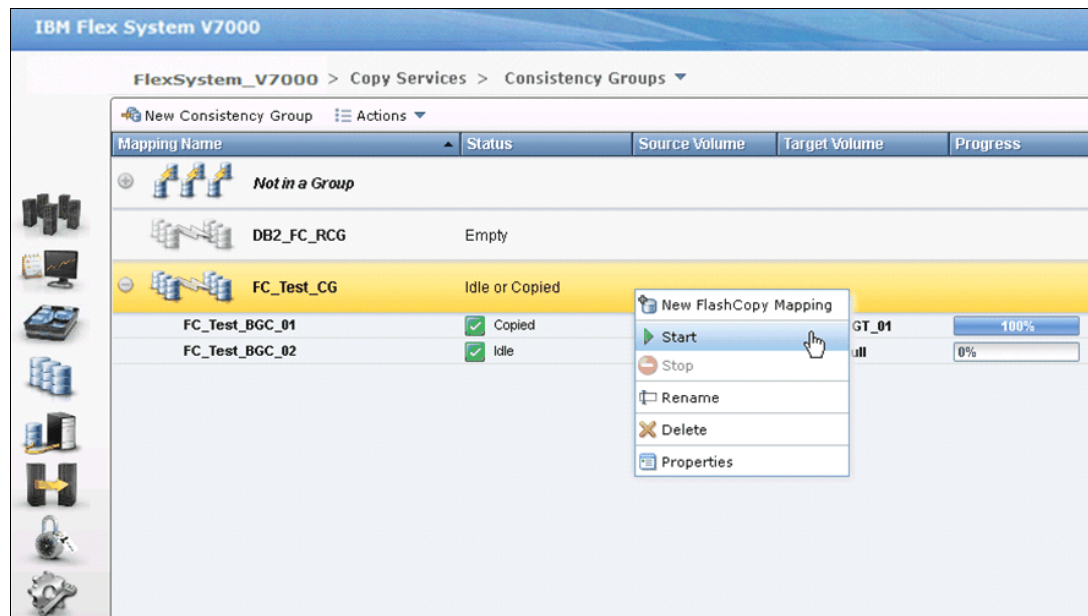 IBM Flex System V7000
FlexSystem_V7000 > Copy Services > Consistency Groups
New Consistency Group Actions
Mapping Name Status Source Volume Target Volume Progress
Not in a Group
DB2_FC_RCG Empty
FC_Test_CG Idle or Copied
New FlashCopy Mapping
FC_Test_BGC_01 Copied GT_01 100%
Start
FC_Test_BGC_02 Idle ull 0%
Stop
Rename
Delete
Properties